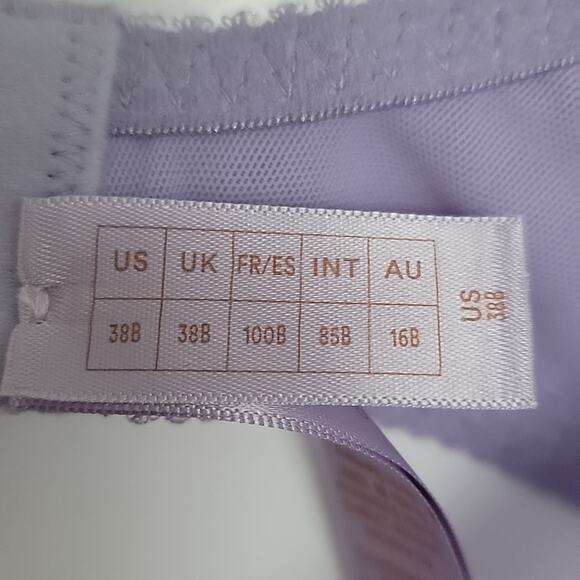 US UK FR/ES INT AU
38B 38B 100B 85B 16B
US
38B